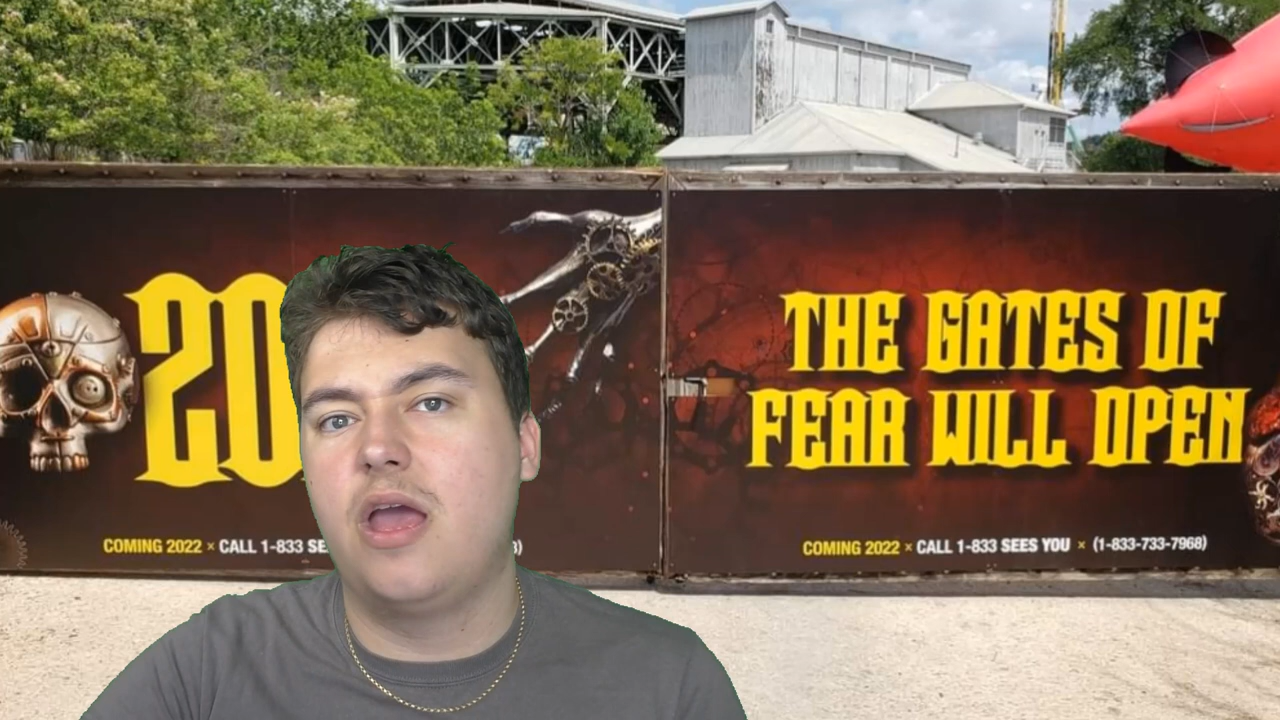 20
COMING 2022 × CALL 1-833 SE
THE GATES OF
FEAR WILL OPEN
COMING 2022 × CALL 1-833 SEES YOU × (1-833-733-7968)